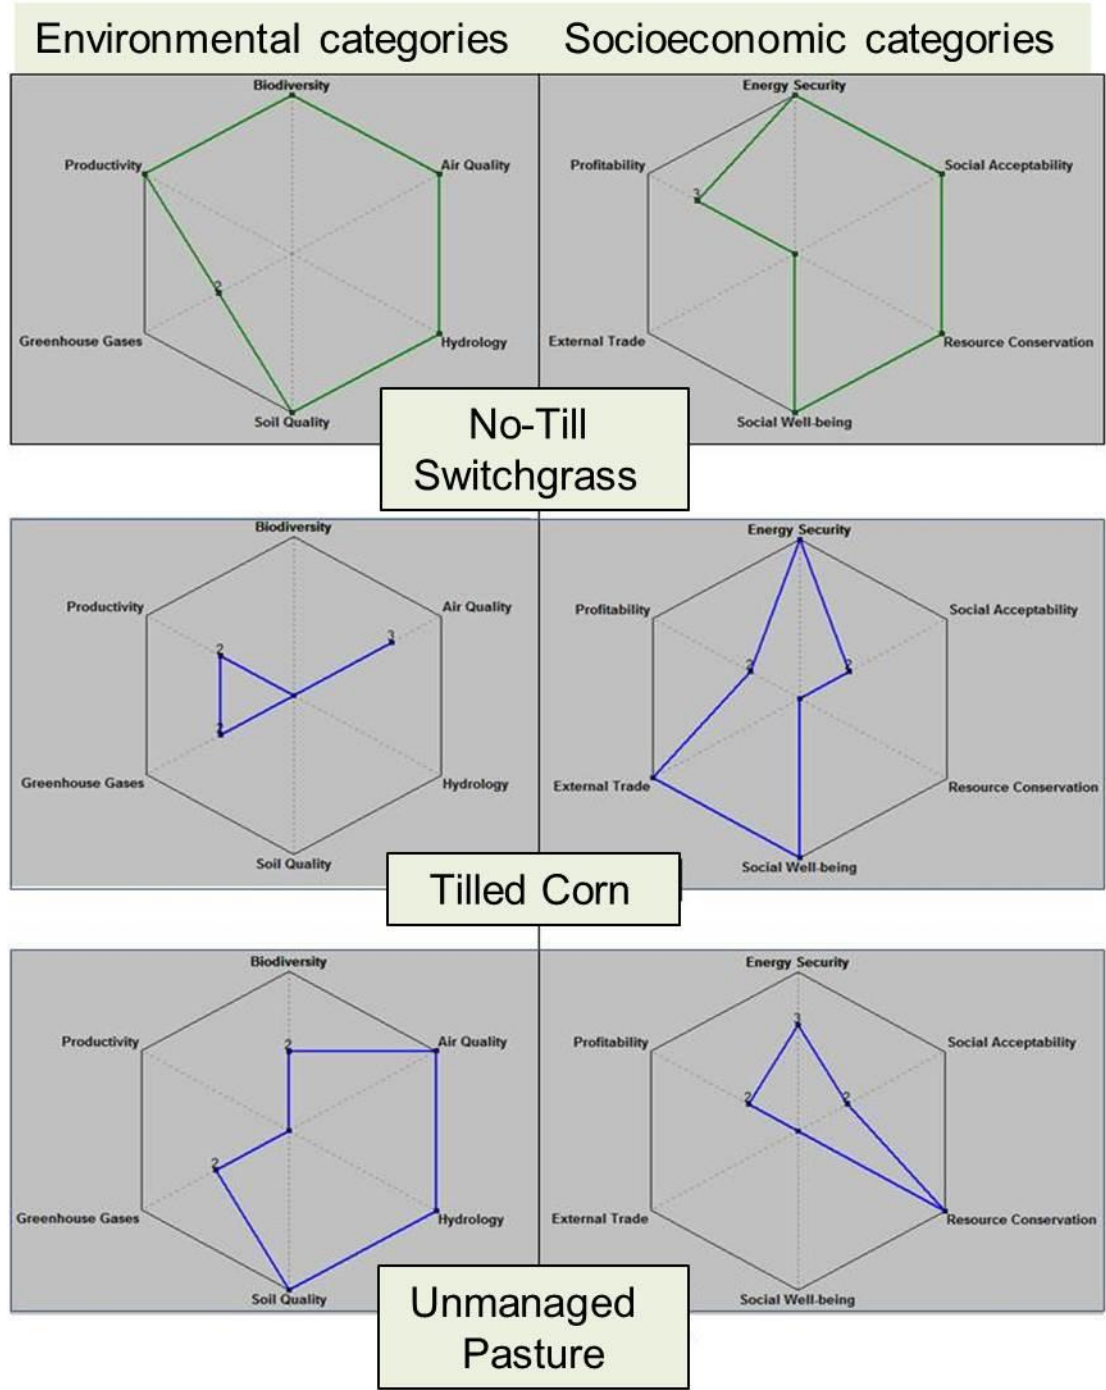 Environmental categories
Socioeconomic categories
Biodiversity
Productivity
Air Quality
2
Greenhouse Gases
Hydrology
Soil Quality
Energy Security
Profitability
Social Acceptability
3
External Trade
Resource Conservation
Social Well-being
No-Till
Switchgrass
Biodiversity
Productivity
Air Quality
2
3
2
Greenhouse Gases
Hydrology
Soil Quality
Energy Security
Profitability
Social Acceptability
2
2
External Trade
Resource Conservation
Social Well-being
Tilled Corn
Biodiversity
Productivity
Air Quality
2
2
Greenhouse Gases
Hydrology
Soil Quality
Energy Security
3
Profitability
Social Acceptability
2
2
External Trade
Resource Conservation
Social Well-being
Unmanaged
Pasture